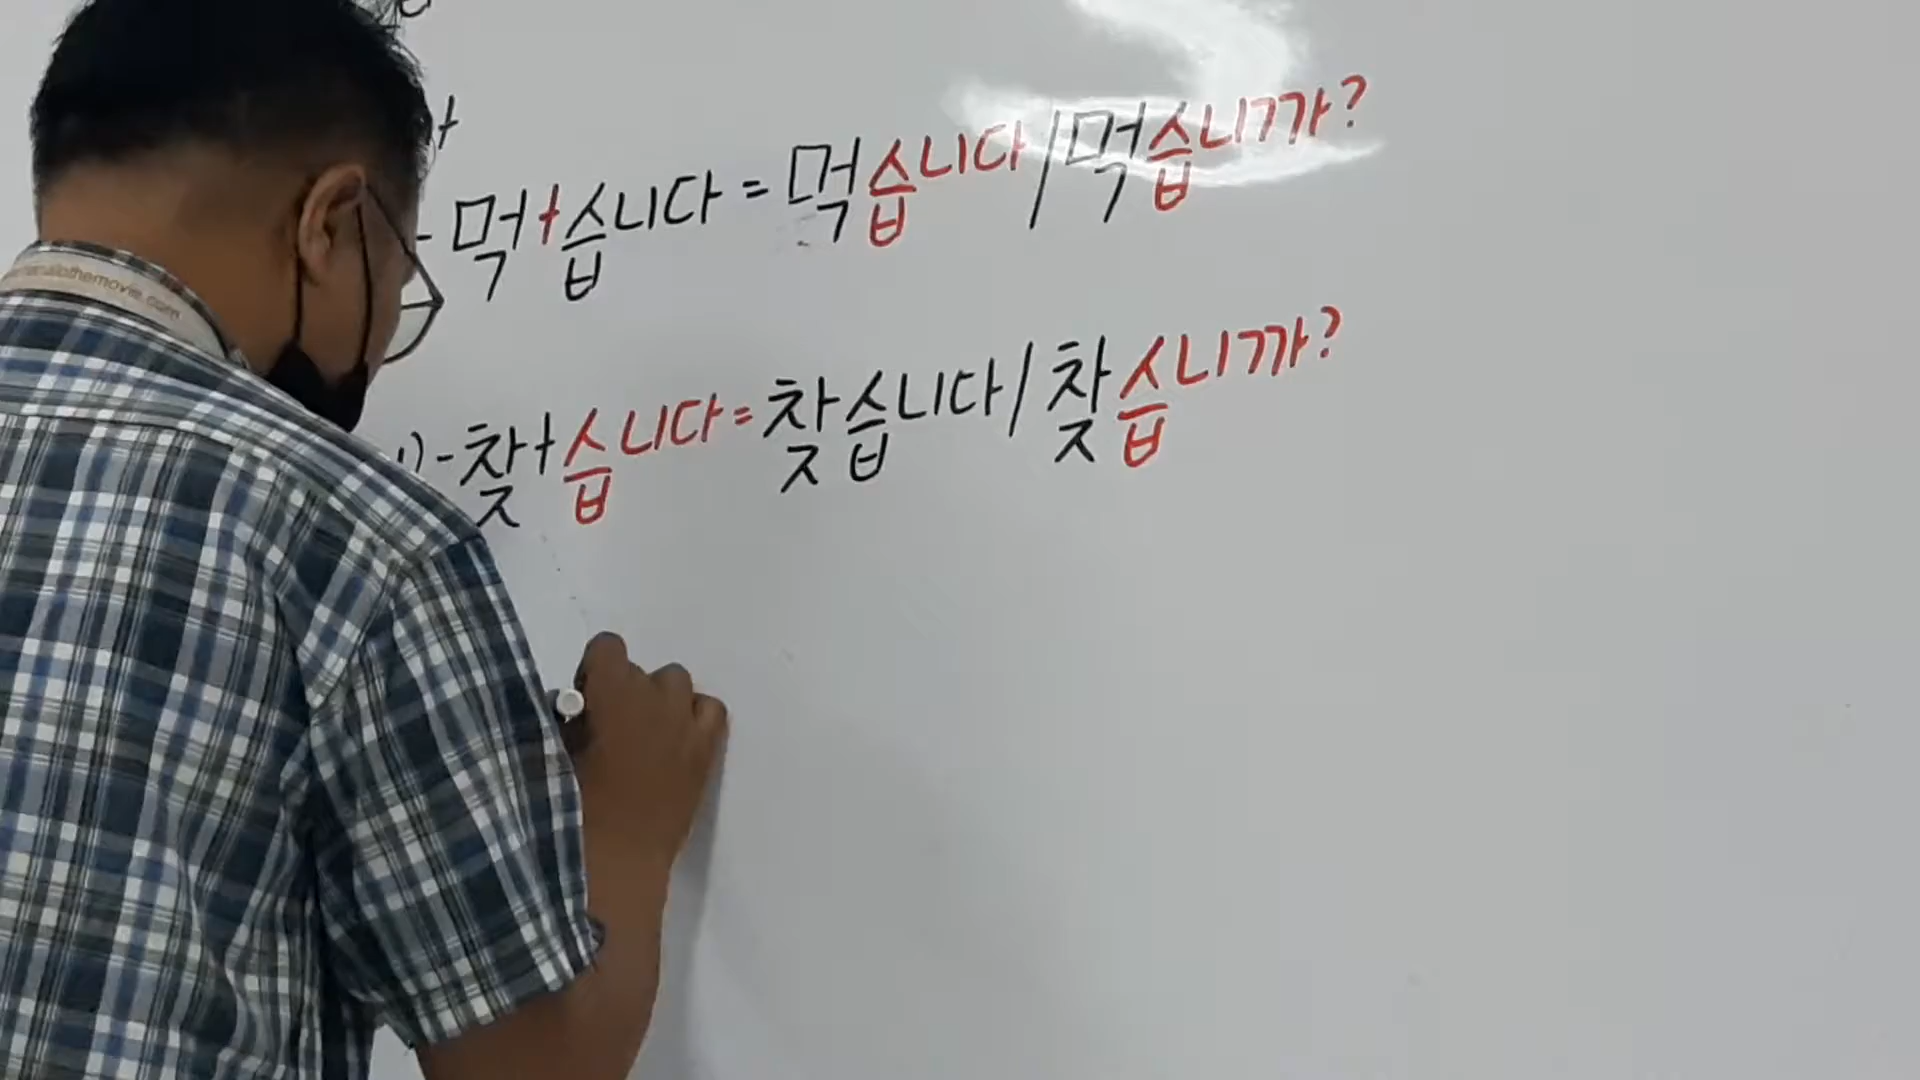 - 먹+습니다 = 먹습니다 / 먹습니까?
- 찾+습니다 = 찾습니다 / 찾습니까?